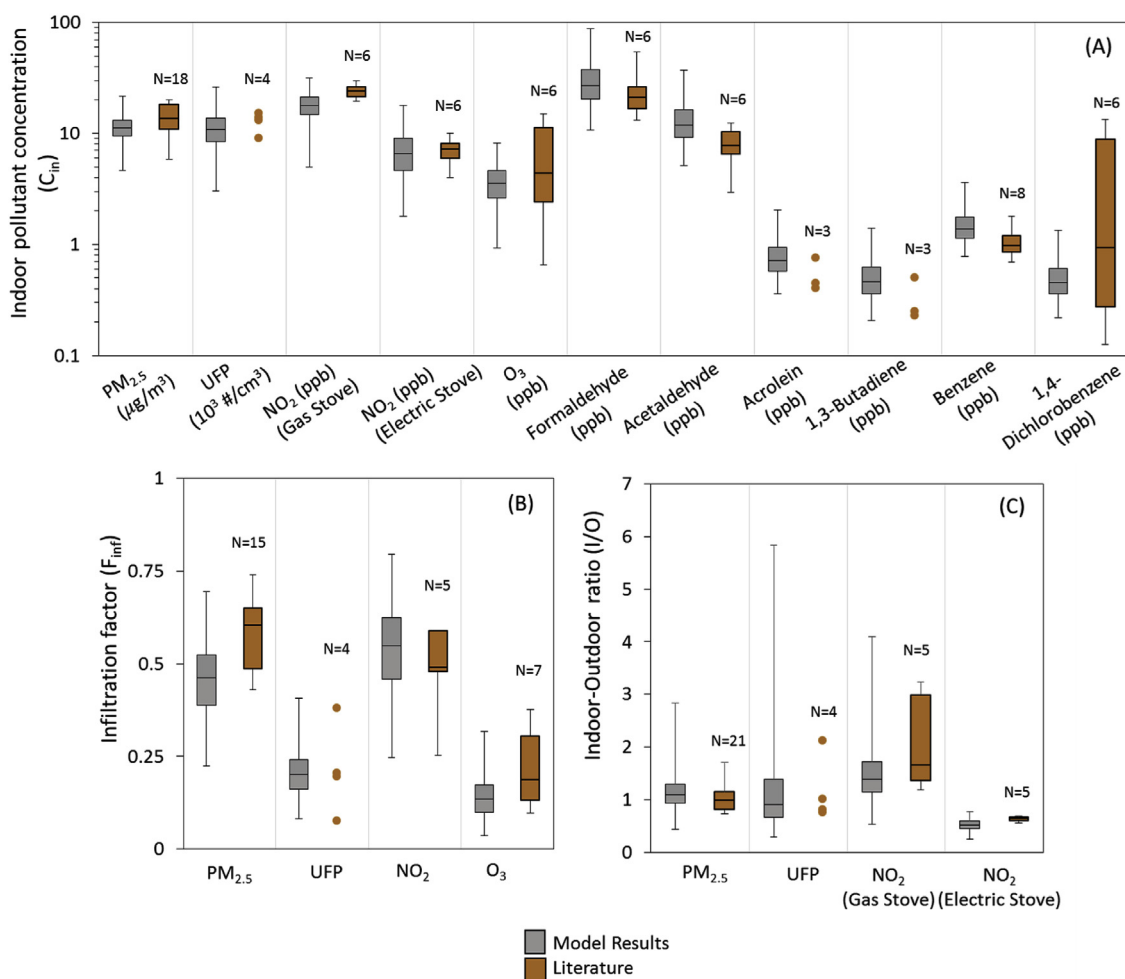 Indoor pollutant concentration
(C_in)
100
10
1
0.1
(A)
N=18
N=4
N=6
N=6
N=6
N=6
N=6
N=3
N=3
N=8
N=6
PM2.5
(μg/m³)
UFP
(10³ #/cm³)
NO2 (ppb)
(Gas Stove)
NO2 (ppb)
(Electric Stove)
O3
(ppb)
Formaldehyde
(ppb)
Acetaldehyde
(ppb)
Acrolein
(ppb)
1,3-Butadiene
(ppb)
Benzene
(ppb)
1,4-
Dichlorobenzene
(ppb)
Infiltration factor (F_inf)
1
0.75
0.5
0.25
0
(B)
N=15
N=4
N=5
N=7
PM2.5
UFP
NO2
O3
Indoor-Outdoor ratio (I/O)
7
6
5
4
3
2
1
0
(C)
N=21
N=4
N=5
N=5
PM2.5
UFP
NO2
(Gas Stove)
NO2
(Electric Stove)
Model Results
Literature